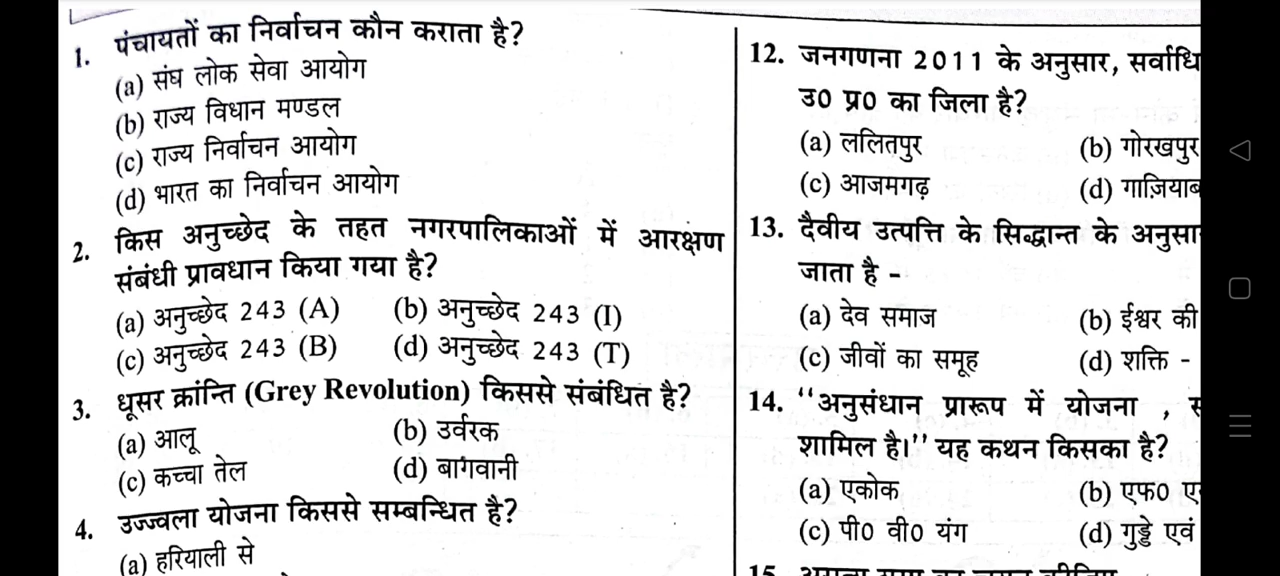 1. पंचायतों का निर्वाचन कौन कराता है?
(a) संघ लोक सेवा आयोग
(b) राज्य विधान मण्डल
(c) राज्य निर्वाचन आयोग
(d) भारत का निर्वाचन आयोग
2. किस अनुच्छेद के तहत नगरपालिकाओं में आरक्षण
संबंधी प्रावधान किया गया है?
(a) अनुच्छेद 243 (A) (b) अनुच्छेद 243 (I)
(c) अनुच्छेद 243 (B) (d) अनुच्छेद 243 (T)
3. धूसर क्रांन्ति (Grey Revolution) किससे संबंधित है?
(a) आलू (b) उर्वरक
(c) कच्चा तेल (d) बागवानी
4. उज्ज्वला योजना किससे सम्बन्धित है?
(a) हरियाली से
12. जनगणना 2011 के अनुसार, सर्वाधि
उ0 प्र0 का जिला है?
(a) ललितपुर (b) गोरखपुर
(c) आजमगढ़ (d) गाज़ियाब
13. दैवीय उत्पत्ति के सिद्धान्त के अनुसा
जाता है -
(a) देव समाज (b) ईश्वर की
(c) जीवों का समूह (d) शक्ति -
14. ‘‘अनुसंधान प्रारूप में योजना , स
शामिल है।’’ यह कथन किसका है?
(a) एकोक (b) एफ0 ए
(c) पी0 वी0 यंग (d) गुड्डे एवं
15.